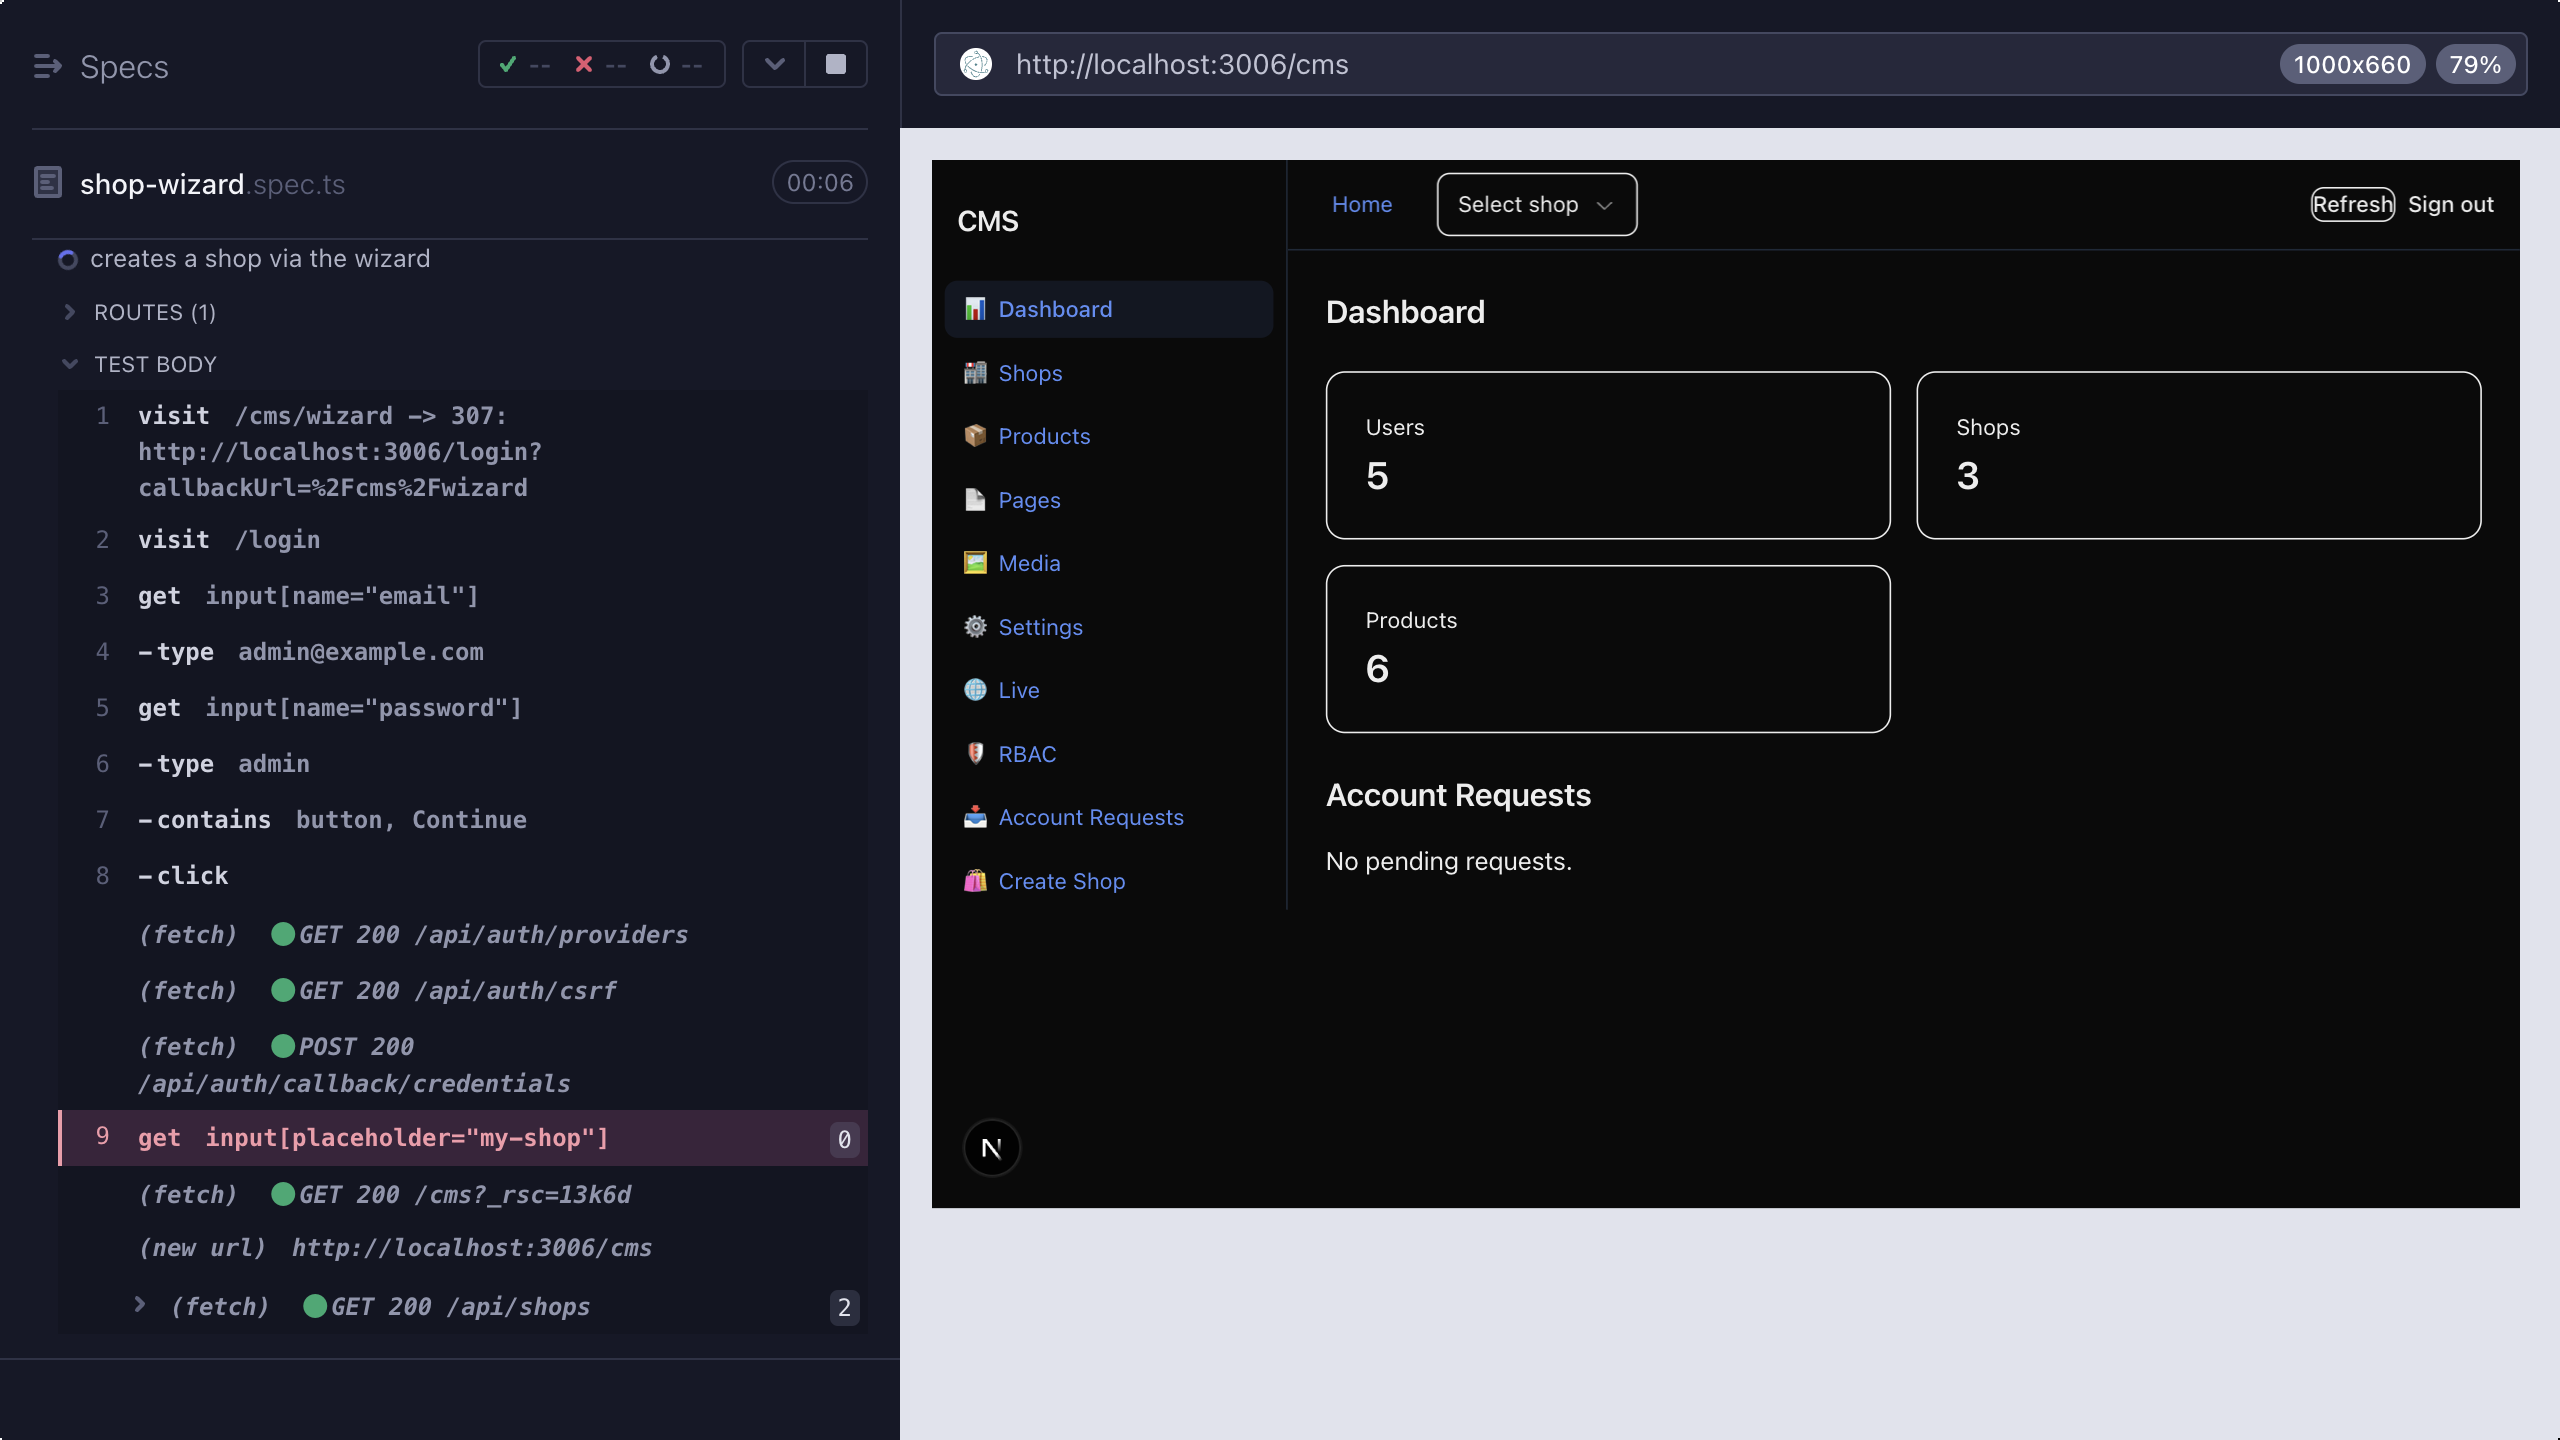 Specs
-- -- --
shop-wizard.spec.ts
00:06
creates a shop via the wizard
ROUTES (1)
TEST BODY
1 visit /cms/wizard -> 307:
http://localhost:3006/login?
callbackUrl=%2Fcms%2Fwizard
2 visit /login
3 get input[name="email"]
4 -type admin@example.com
5 get input[name="password"]
6 -type admin
7 -contains button, Continue
8 -click
(fetch) GET 200 /api/auth/providers
(fetch) GET 200 /api/auth/csrf
(fetch) POST 200
/api/auth/callback/credentials
9 get input[placeholder="my-shop"] 0
(fetch) GET 200 /cms?_rsc=13k6d
(new url) http://localhost:3006/cms
(fetch) GET 200 /api/shops 2
http://localhost:3006/cms
1000x660 79%
CMS
Dashboard
Shops
Products
Pages
Media
Settings
Live
RBAC
Account Requests
Create Shop
N
Home
Select shop
Refresh
Sign out
Dashboard
Users
5
Shops
3
Products
6
Account Requests
No pending requests.